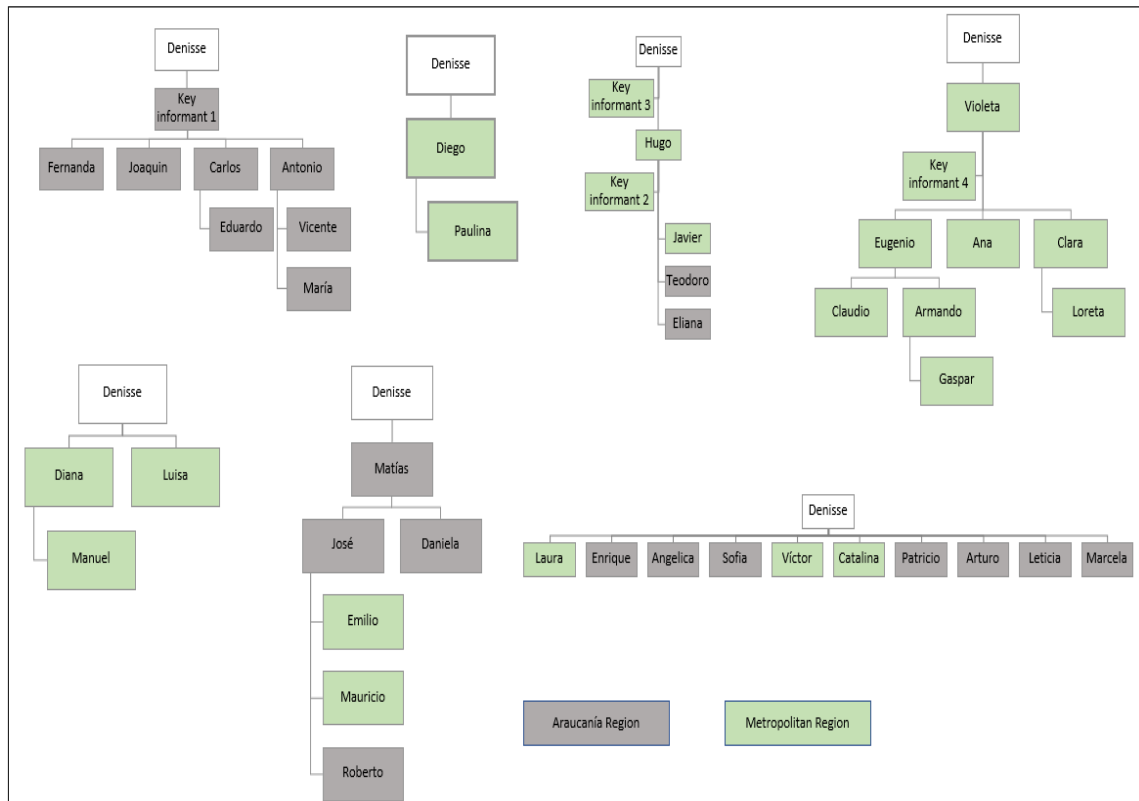 Denisse
Key
informant 1
Fernanda
Joaquin
Carlos
Antonio
Eduardo
Vicente
María
Denisse
Diego
Paulina
Denisse
Key
informant 3
Hugo
Key
informant 2
Javier
Teodoro
Eliana
Denisse
Violeta
Key
informant 4
Eugenio
Ana
Clara
Claudio
Armando
Loreta
Gaspar
Denisse
Diana
Luisa
Manuel
Denisse
Matías
José
Daniela
Emilio
Mauricio
Roberto
Denisse
Laura
Enrique
Angelica
Sofia
Víctor
Catalina
Patricio
Arturo
Leticia
Marcela
Araucanía Region
Metropolitan Region